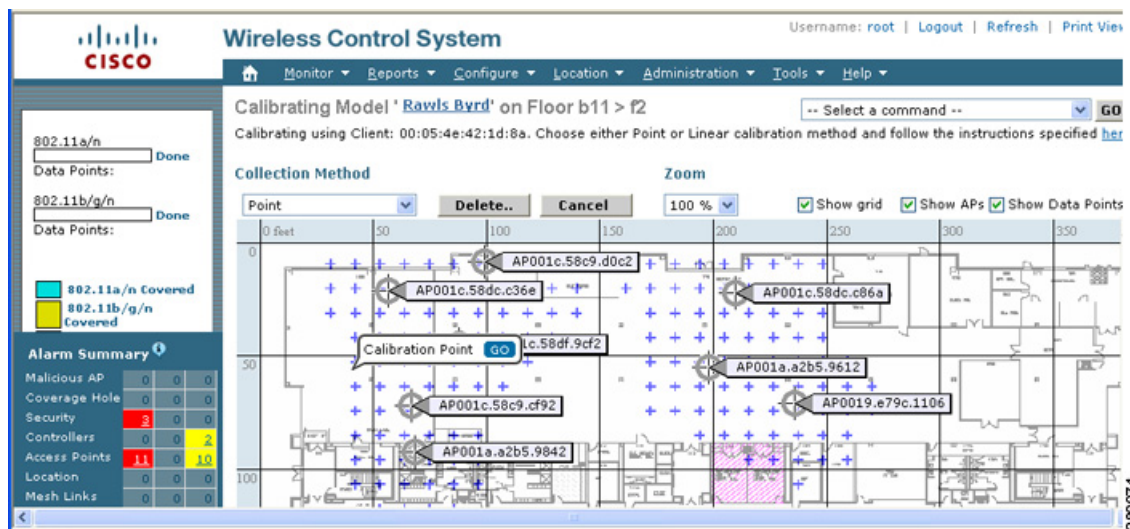 CISCO
Wireless Control System
Username: root | Logout | Refresh | Print View
Monitor Reports Configure Location Administration Tools Help
Calibrating Model ' Rawls Byrd' on Floor b11 > f2
-- Select a command --
GO
Calibrating using Client: 00:05:4e:42:1d:8a. Choose either Point or Linear calibration method and follow the instructions specified her
Collection Method
Zoom
Point
Delete..
Cancel
100 %
Show grid
Show APs
Show Data Points
802.11a/n
Done
Data Points:
802.11b/g/n
Done
Data Points:
802.11a/n Covered
802.11b/g/n
Covered
0 feet 50 100 150 200 250 300 350
0
50
100
AP001c.58c9.d0c2
AP001c.58dc.c36e
AP001c.58dc.c86a
Calibration Point GO
1c.58df.9cf2
AP001a.a2b5.9612
AP001c.58c9.cf92
AP0019.e79c.1106
AP001a.a2b5.9842
Alarm Summary
Malicious AP 0 0 0
Coverage Hole 0 0 0
Security 3 0 0
Controllers 0 0 2
Access Points 11 0 10
Location 0 0 0
Mesh Links 0 0 0